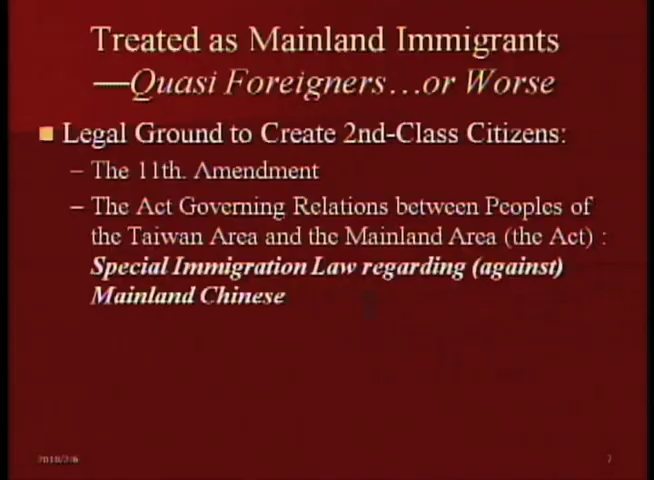 Treated as Mainland Immigrants
—Quasi Foreigners…or Worse
Legal Ground to Create 2nd-Class Citizens:
– The 11th. Amendment
– The Act Governing Relations between Peoples of
the Taiwan Area and the Mainland Area (the Act) :
Special Immigration Law regarding (against)
Mainland Chinese
7